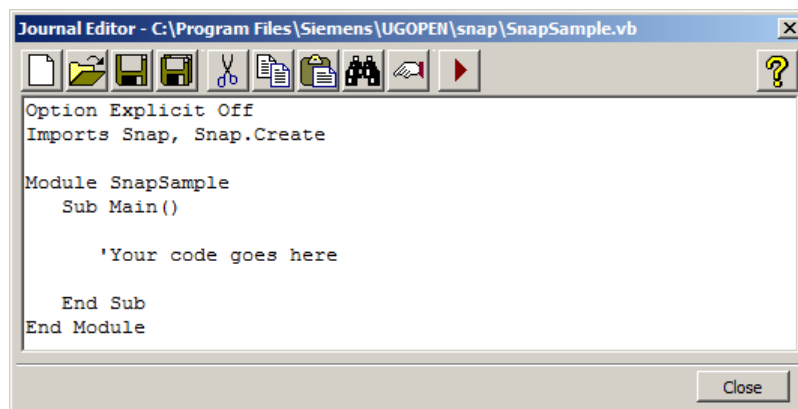 Journal Editor - C:\Program Files\Siemens\UGOPEN\snap\SnapSample.vb
Option Explicit Off
Imports Snap, Snap.Create
Module SnapSample
Sub Main()
'Your code goes here
End Sub
End Module
Close